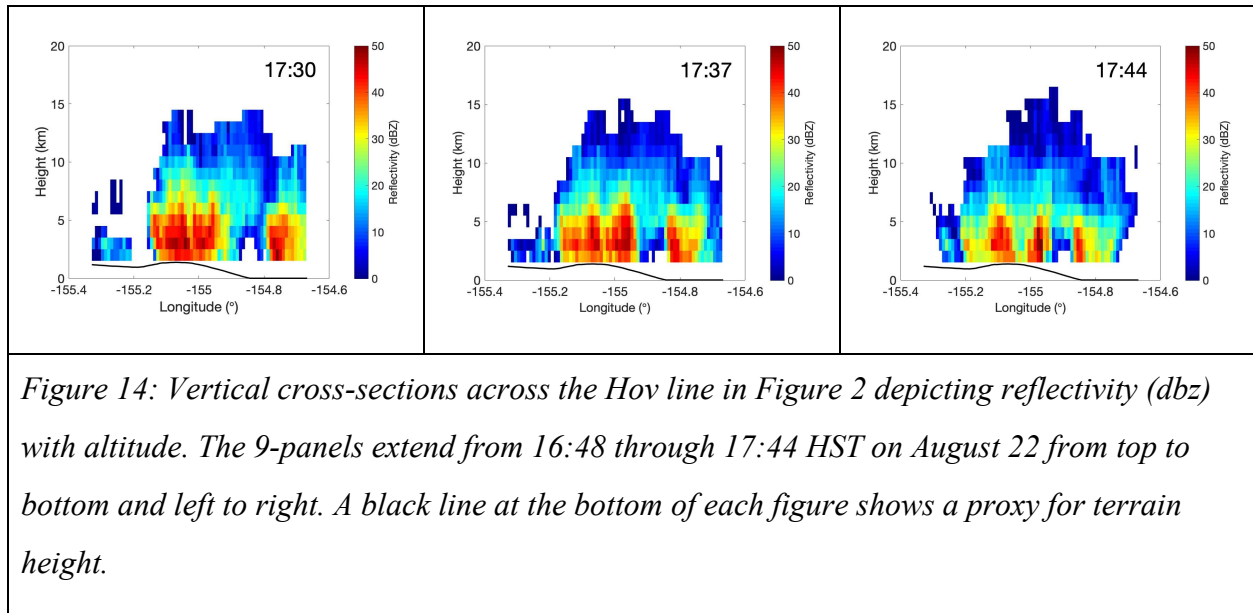 20
15
10
5
0
Height (km)
-155.4 -155.2 -155 -154.8 -154.6
Longitude (°)
17:30
50
40
30
20
10
0
Reflectivity (dBZ)
20
15
10
5
0
Height (km)
-155.4 -155.2 -155 -154.8 -154.6
Longitude (°)
17:37
50
40
30
20
10
0
Reflectivity (dBZ)
20
15
10
5
0
Height (km)
-155.4 -155.2 -155 -154.8 -154.6
Longitude (°)
17:44
50
40
30
20
10
0
Reflectivity (dBZ)
Figure 14: Vertical cross-sections across the Hov line in Figure 2 depicting reflectivity (dbz)
with altitude. The 9-panels extend from 16:48 through 17:44 HST on August 22 from top to
bottom and left to right. A black line at the bottom of each figure shows a proxy for terrain
height.